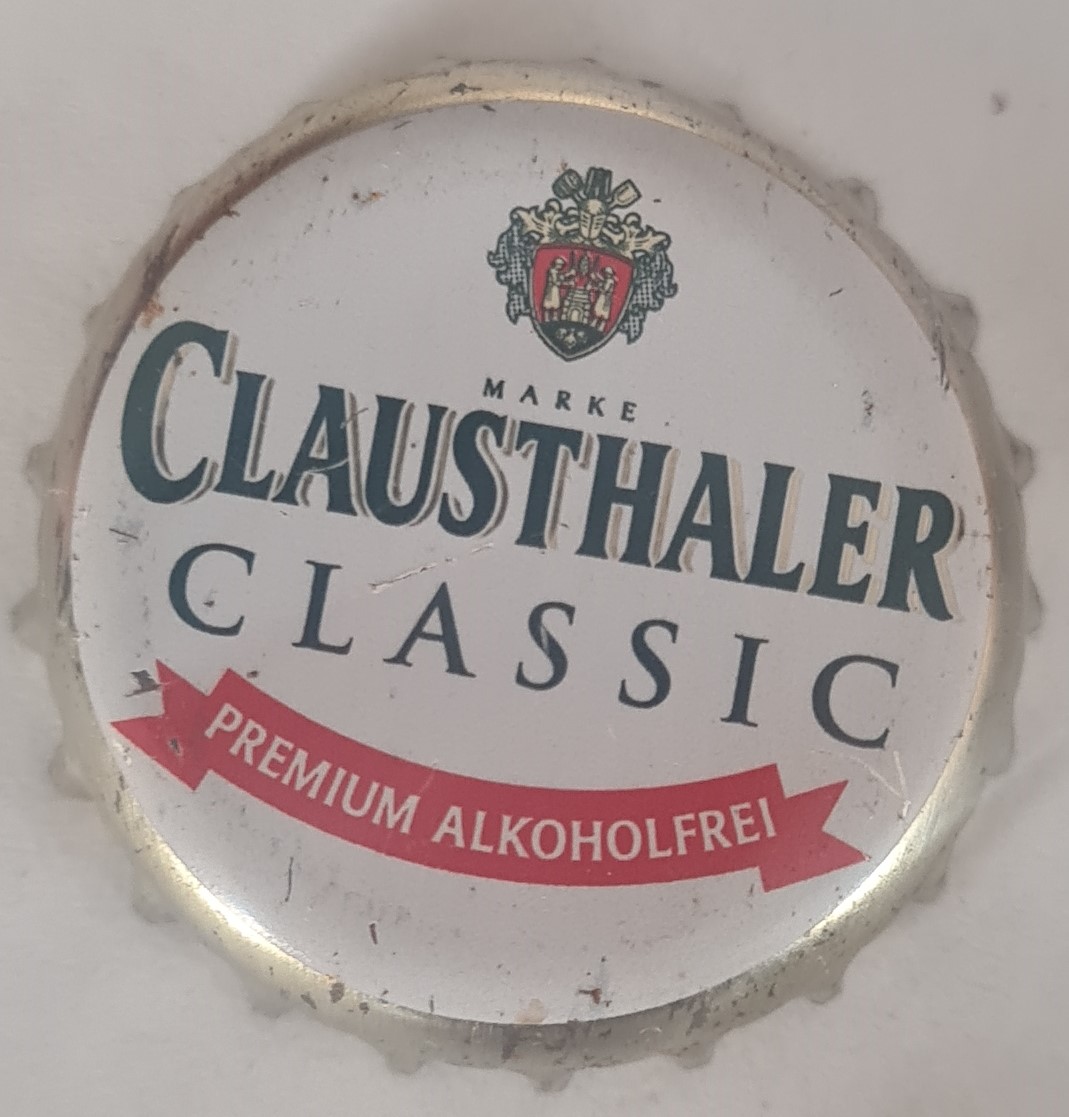 MARKE
CLAUSTHALER
CLASSIC
PREMIUM ALKOHOLFREI